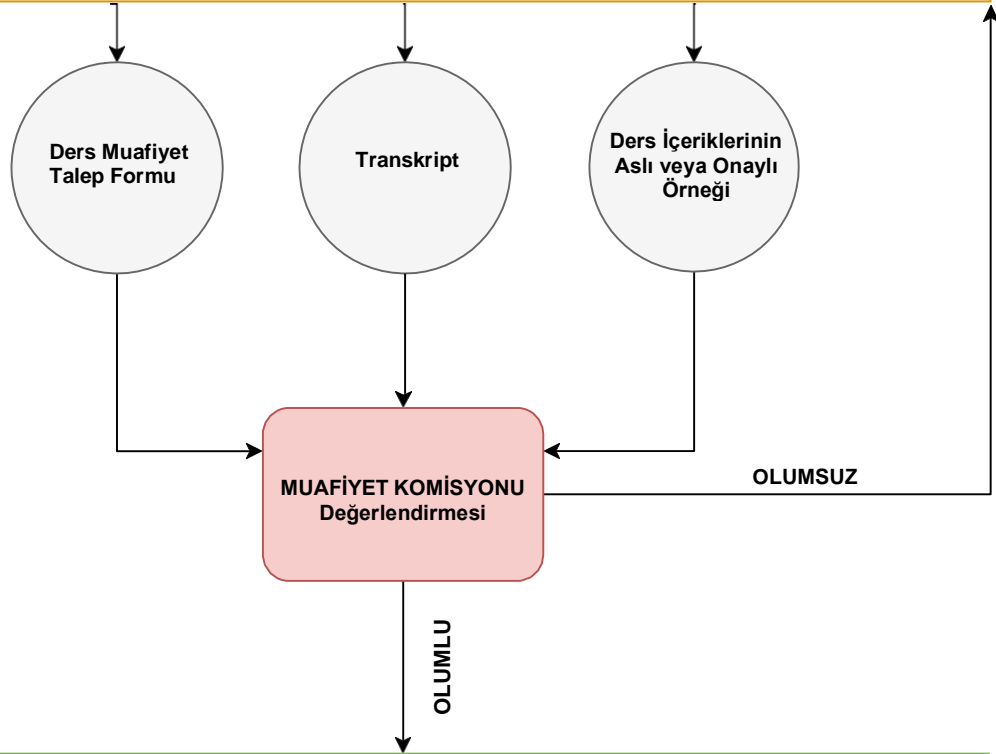 Ders Muafiyet
Talep Formu
Transkript
Ders İçeriklerinin
Aslı veya Onaylı
Örneği
MUAFİYET KOMİSYONU
Değerlendirmesi
OLUMSUZ
OLUMLU